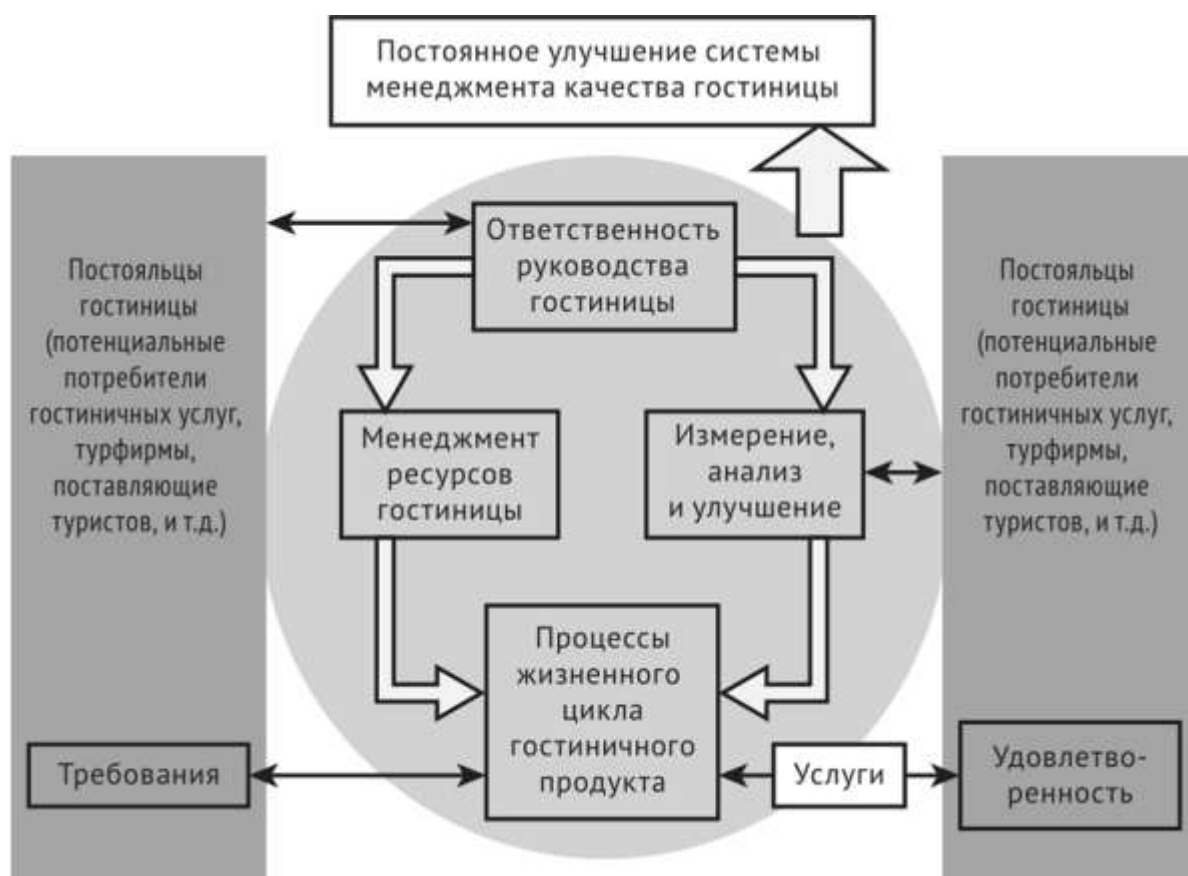 Постоянное улучшение системы
менеджмента качества гостиницы
Постояльцы
гостиницы
(потенциальные
потребители
гостиничных услуг,
турфирмы,
поставляющие
туристов, и т.д.)
Требования
Ответственность
руководства
гостиницы
Менеджмент
ресурсов
гостиницы
Измерение,
анализ
и улучшение
Процессы
жизненного
цикла
гостиничного
продукта
Услуги
Постояльцы
гостиницы
(потенциальные
потребители
гостиничных услуг,
турфирмы,
поставляющие
туристов, и т.д.)
Удовлетво-
ренность